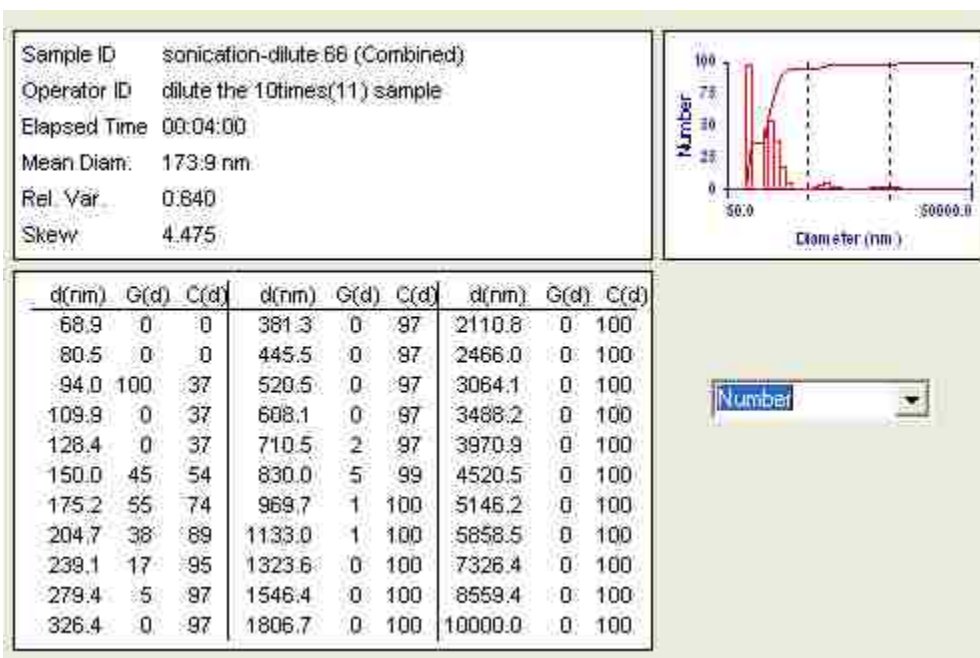 Sample ID sonication-dilute 66 (Combined)
Operator ID dilute the 10times(11) sample
Elapsed Time 00:04:00
Mean Diam. 173.9 nm
Rel. Var. 0.840
Skew 4.475
Number
100
75
50
25
0
50.0 50000.0
Diameter (nm)
d(nm) G(d) C(d) d(nm) G(d) C(d) d(nm) G(d) C(d)
68.9 0 0 381.3 0 97 2110.8 0 100
80.5 0 0 445.5 0 97 2466.0 0 100
94.0 100 37 520.5 0 97 3064.1 0 100
109.9 0 37 608.1 0 97 3488.2 0 100
128.4 0 37 710.5 2 97 3970.9 0 100
150.0 45 54 830.0 5 99 4520.5 0 100
175.2 55 74 969.7 1 100 5146.2 0 100
204.7 38 89 1133.0 1 100 5858.5 0 100
239.1 17 95 1323.6 0 100 7326.4 0 100
279.4 5 97 1546.4 0 100 8559.4 0 100
326.4 0 97 1806.7 0 100 10000.0 0 100
Number